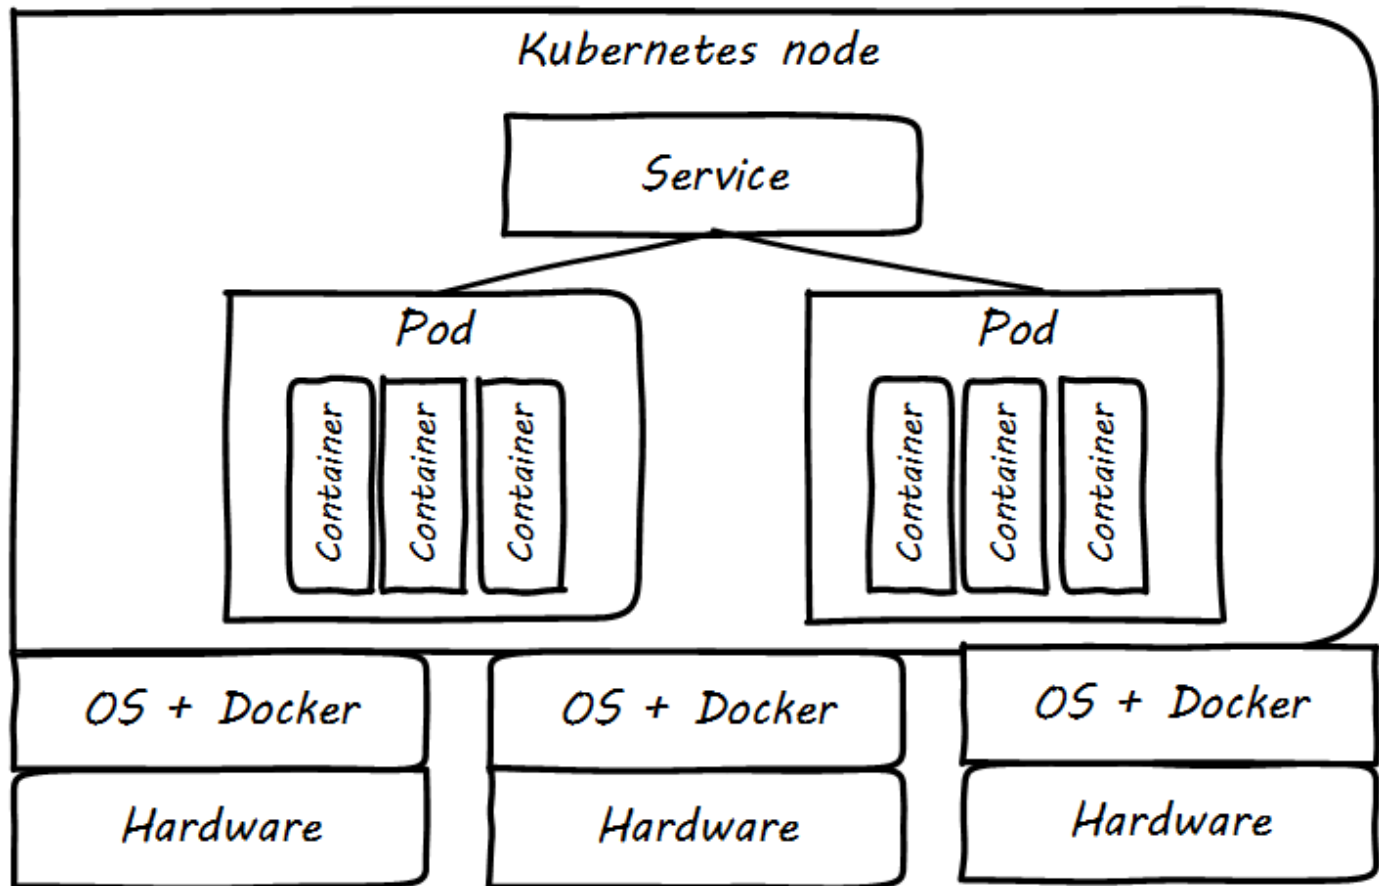 Kubernetes node
Service
Pod
Pod
Container
Container
Container
Container
Container
Container
OS + Docker
OS + Docker
OS + Docker
Hardware
Hardware
Hardware